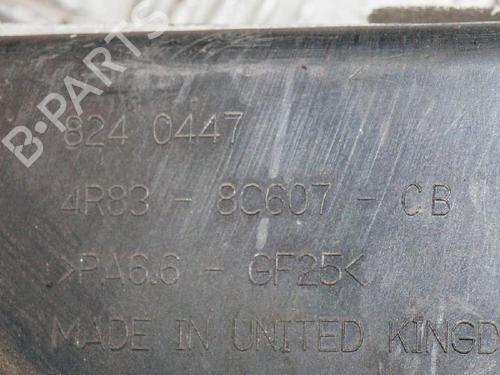 B-PARTS
824 0447
4R83 - 8C607 - CB
>PA6.6 - GF25<
MADE IN UNITED KINGD